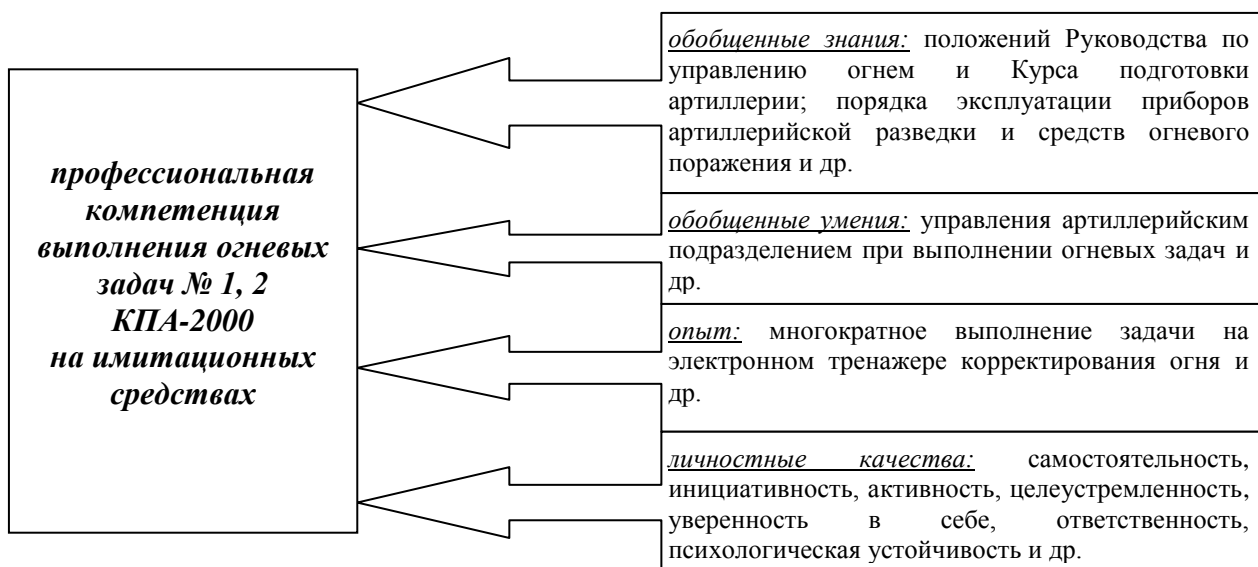 профессиональная
компетенция
выполнения огневых
задач № 1, 2
КПА-2000
на имитационных
средствах
обобщенные знания: положений Руководства по
управлению огнем и Курса подготовки
артиллерии; порядка эксплуатации приборов
артиллерийской разведки и средств огневого
поражения и др.
обобщенные умения: управления артиллерийским
подразделением при выполнении огневых задач и
др.
опыт: многократное выполнение задачи на
электронном тренажере корректирования огня и
др.
личностные качества: самостоятельность,
инициативность, активность, целеустремленность,
уверенность в себе, ответственность,
психологическая устойчивость и др.